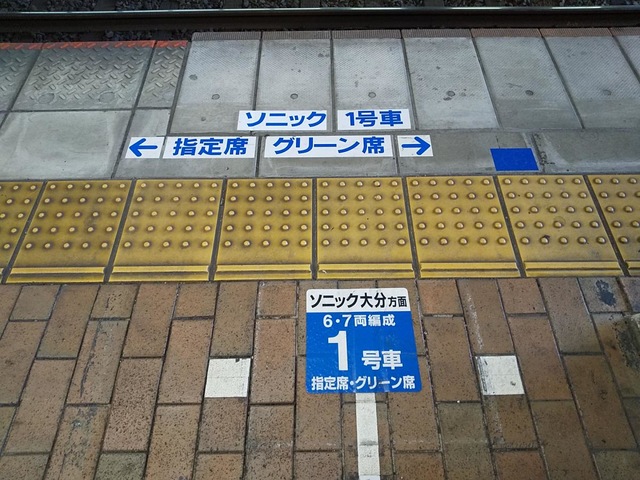 ソニック 1号車
← 指定席 グリーン席 →
ソニック大分方面
6・7両編成
1号車
指定席・グリーン席